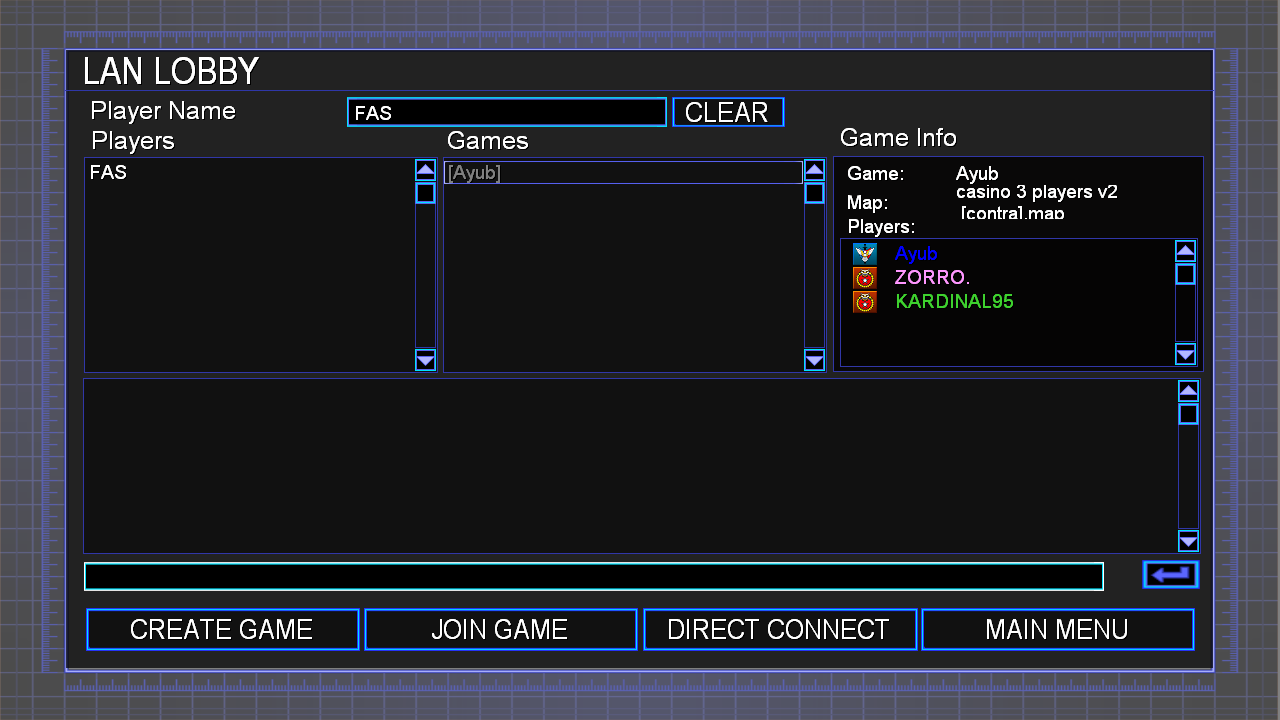 LAN LOBBY
Player Name
FAS
CLEAR
Players
Games
Game Info
FAS
[Ayub]
Game: Ayub
Map: casino 3 players v2
[contra].map
Players:
Ayub
ZORRO.
KARDINAL95
CREATE GAME
JOIN GAME
DIRECT CONNECT
MAIN MENU